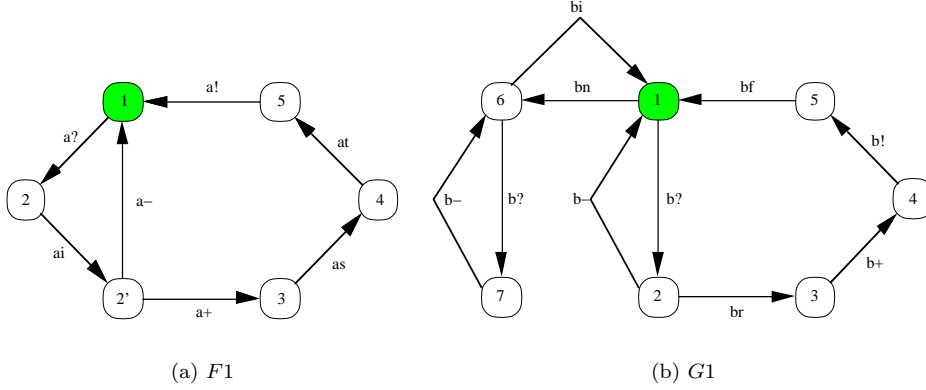 bi
a!
bn
bf
1
5
6
1
5
a?
at
b!
a–
b–
b?
b–
b?
2
4
4
ai
as
b+
2'
3
7
2
3
a+
br
(a) F1
(b) G1